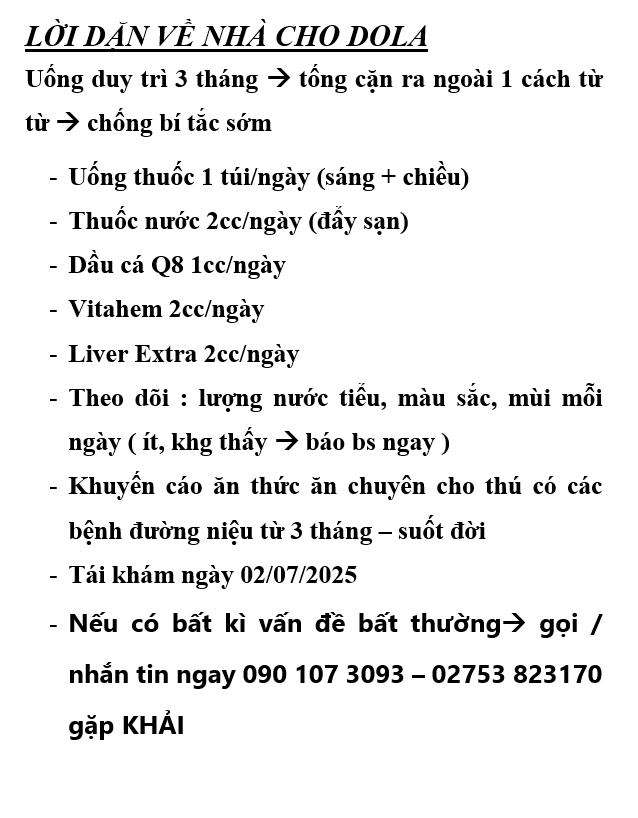 LỜI DẶN VỀ NHÀ CHO DOLA
Uống duy trì 3 tháng → tống cặn ra ngoài 1 cách từ
từ → chống bí tắc sớm
- Uống thuốc 1 túi/ngày (sáng + chiều)
- Thuốc nước 2cc/ngày (đẩy sạn)
- Dầu cá Q8 1cc/ngày
- Vitahem 2cc/ngày
- Liver Extra 2cc/ngày
- Theo dõi : lượng nước tiểu, màu sắc, mùi mỗi
ngày ( ít, khg thấy → báo bs ngay )
- Khuyến cáo ăn thức ăn chuyên cho thú có các
bệnh đường niệu từ 3 tháng – suốt đời
- Tái khám ngày 02/07/2025
- Nếu có bất kì vấn đề bất thường→ gọi /
nhắn tin ngay 090 107 3093 – 02753 823170
gặp KHẢI